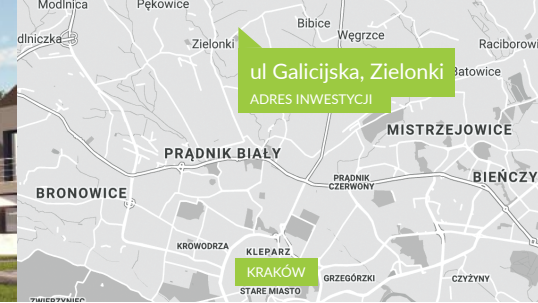 Modlnica
Pękowice
Bibice
Węgrzce
Zielonki
Raciborowi
dlniczka
ul Galicijska, Zielonki
Batowice
ADRES INWESTYCJI
MISTRZEJOWICE
PRĄDNIK BIAŁY
PRĄDNIK
CZERWONY
BIEŃCZY
BRONOWICE
KROWODRZA
KLEPARZ
KRAKÓW
GRZEGÓRZKI
CZYŻYNY
STARE MIASTO
ZWIERZYNIEC